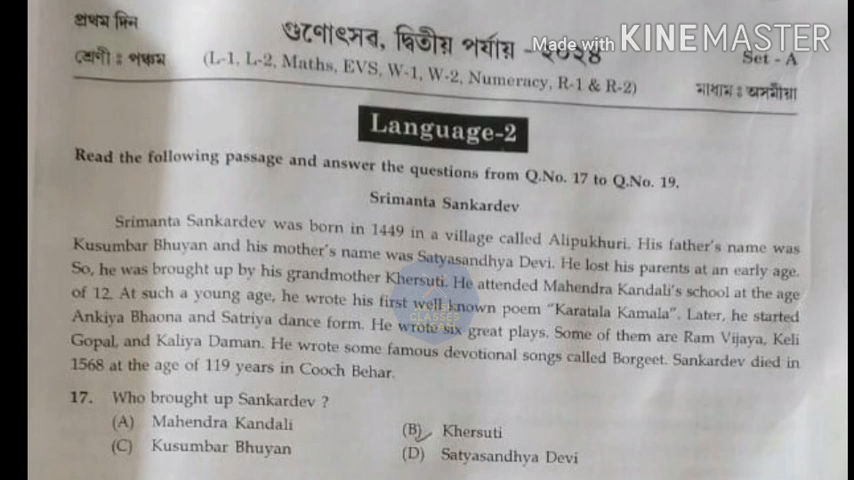 প্ৰথম দিন
গুণোৎসব, দ্বিতীয় পৰ্যায় -২০২৪
Made with KINEMASTER
Set - A
শ্ৰেণী : পঞ্চম
(L-1, L-2, Maths, EVS, W-1, W-2, Numeracy, R-1 & R-2)
মাধ্যম : অসমীয়া
Language-2
Read the following passage and answer the questions from Q.No. 17 to Q.No. 19.
Srimanta Sankardev
Srimanta Sankardev was born in 1449 in a village called Alipukhuri. His father's name was
Kusumbar Bhuyan and his mother's name was Satyasandhya Devi. He lost his parents at an early age.
So, he was brought up by his grandmother Khersuti. He attended Mahendra Kandali's school at the age
of 12. At such a young age, he wrote his first well known poem "Karatala Kamala". Later, he started
Ankiya Bhaona and Satriya dance form. He wrote six great plays. Some of them are Ram Vijaya, Keli
Gopal, and Kaliya Daman. He wrote some famous devotional songs called Borgeet. Sankardev died in
1568 at the age of 119 years in Cooch Behar.
17. Who brought up Sankardev ?
(A) Mahendra Kandali
(B) Khersuti
(C) Kusumbar Bhuyan
(D) Satyasandhya Devi